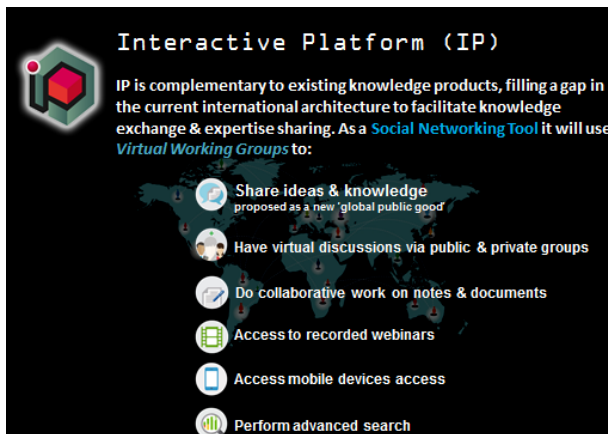 Interactive Platform (IP)
IP is complementary to existing knowledge products, filling a gap in
the current international architecture to facilitate knowledge
exchange & expertise sharing. As a Social Networking Tool it will use
Virtual Working Groups to:
Share ideas & knowledge
proposed as a new 'global public good'
Have virtual discussions via public & private groups
Do collaborative work on notes & documents
Access to recorded webinars
Access mobile devices access
Perform advanced search